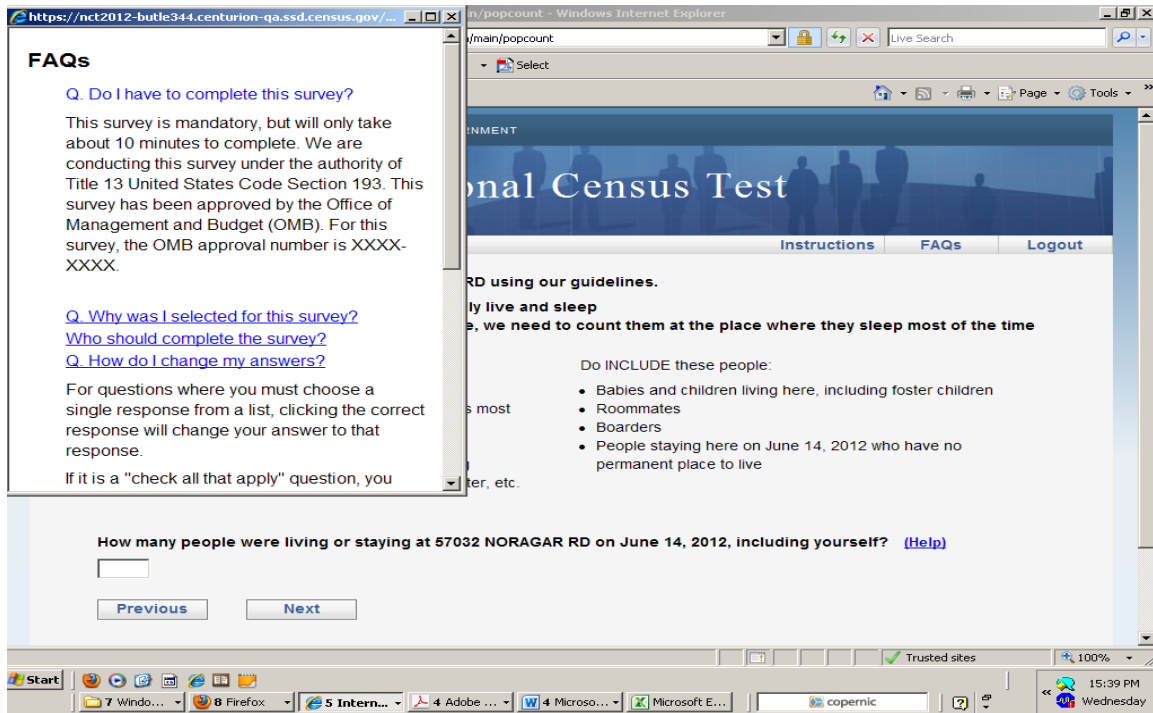 https://nct2012-butle344.centurion-qa.ssd.census.gov/...
FAQs
Q. Do I have to complete this survey?
This survey is mandatory, but will only take
about 10 minutes to complete. We are
conducting this survey under the authority of
Title 13 United States Code Section 193. This
survey has been approved by the Office of
Management and Budget (OMB). For this
survey, the OMB approval number is XXXX-
XXXX.
Q. Why was I selected for this survey?
Who should complete the survey?
Q. How do I change my answers?
For questions where you must choose a
single response from a list, clicking the correct
response will change your answer to that
response.
If it is a "check all that apply" question, you
n/popcount - Windows Internet Explorer
/main/popcount
Live Search
Select
Page
Tools
RNMENT
onal Census Test
Instructions FAQs Logout
RD using our guidelines.
ly live and sleep
e, we need to count them at the place where they sleep most of the time
Do INCLUDE these people:
• Babies and children living here, including foster children
s most
• Roommates
• Boarders
• People staying here on June 14, 2012 who have no
permanent place to live
g
ter, etc.
How many people were living or staying at 57032 NORAGAR RD on June 14, 2012, including yourself? (Help)
Previous Next
Trusted sites 100%
Start
7 Windo... 8 Firefox 5 Intern... 4 Adobe ... 4 Microso... Microsoft E... copernic
15:39 PM
Wednesday